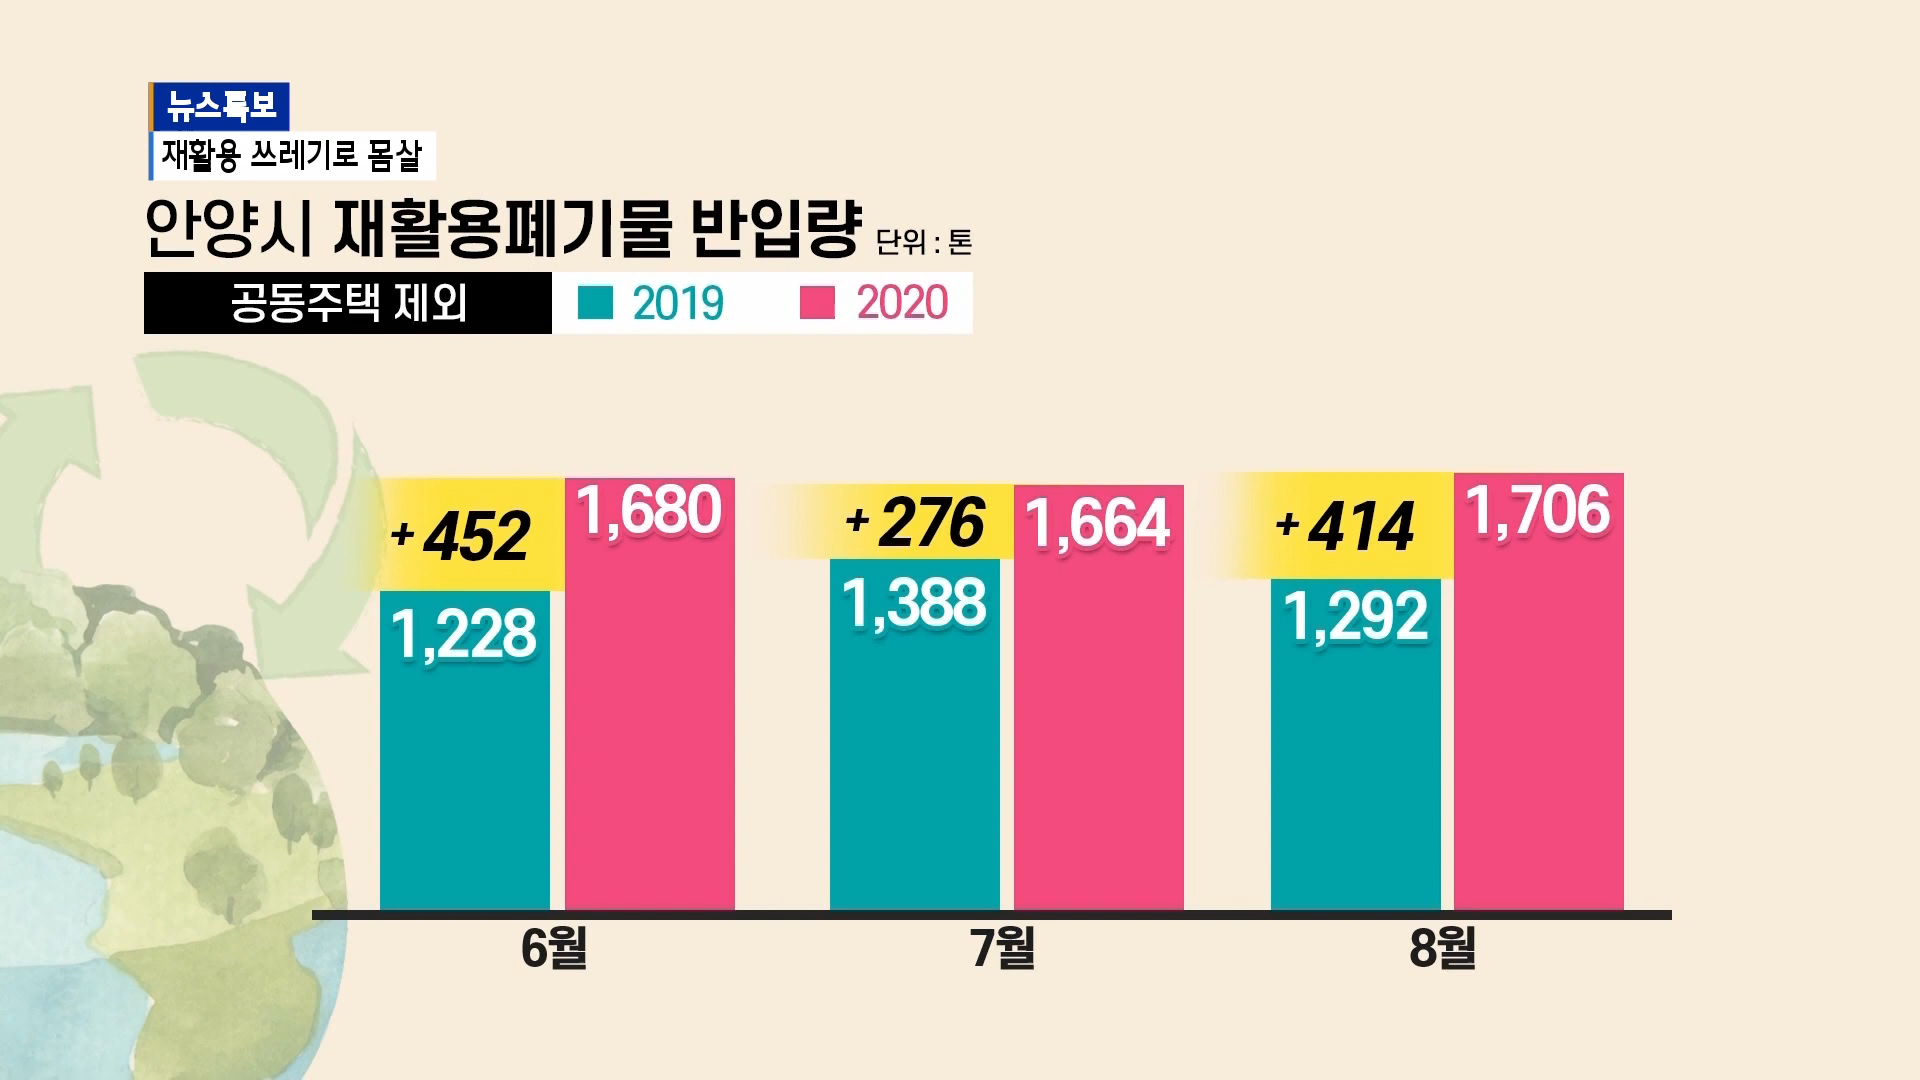 뉴스특보
재활용 쓰레기로 몸살
안양시 재활용폐기물 반입량 단위 : 톤
공동주택 제외 2019 2020
+452 1,680 +276 1,664 +414 1,706
1,228 1,388 1,292
6월 7월 8월